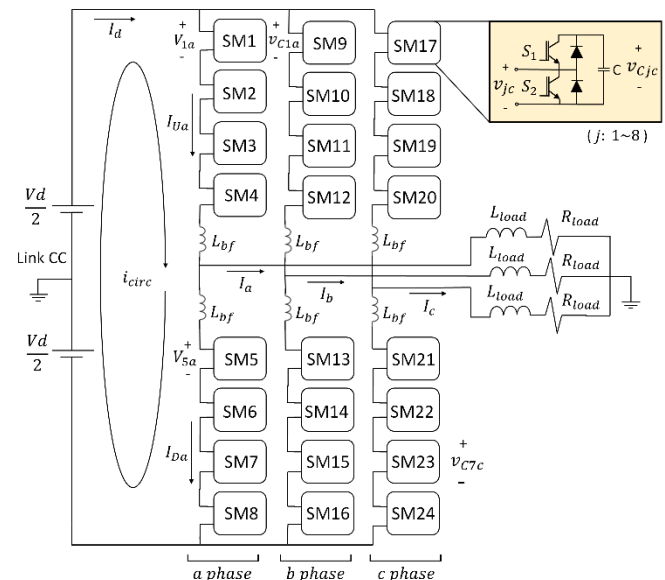 I_d
+
V_1a
-
SM1
+
v_C1a
-
SM9
SM17
S_1
S_2
+
v_jc
-
C
+
v_Cjc
-
(j: 1~8)
SM2
SM10
SM18
I_Ua
SM3
SM11
SM19
SM4
SM12
SM20
Vd
2
Link CC
i_circ
L_bf
L_bf
L_bf
L_load
R_load
L_load
R_load
L_load
R_load
I_a
I_b
I_c
L_bf
L_bf
L_bf
Vd
2
+
V_5a
-
SM5
SM13
SM21
SM6
SM14
SM22
I_Da
SM7
SM15
SM23
+
v_C7c
-
SM8
SM16
SM24
a phase
b phase
c phase